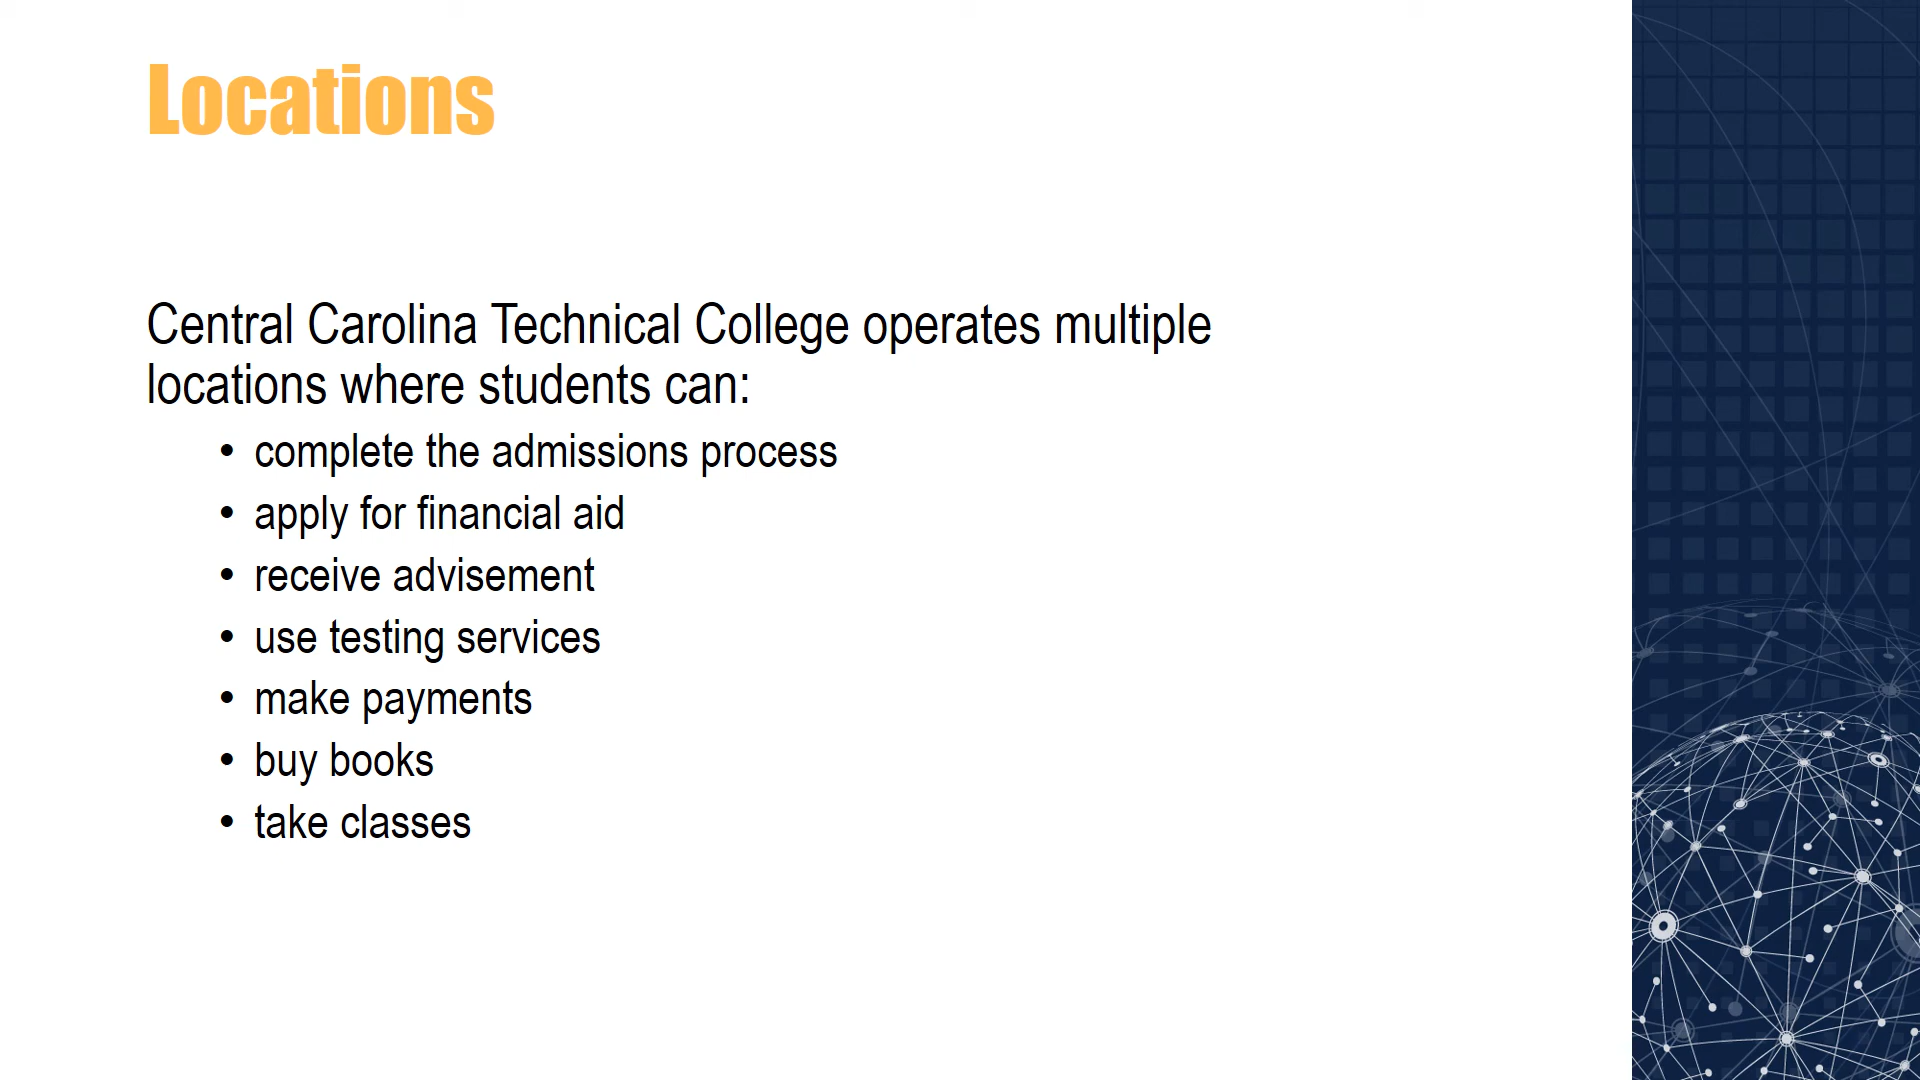 Locations
Central Carolina Technical College operates multiple
locations where students can:
• complete the admissions process
• apply for financial aid
• receive advisement
• use testing services
• make payments
• buy books
• take classes